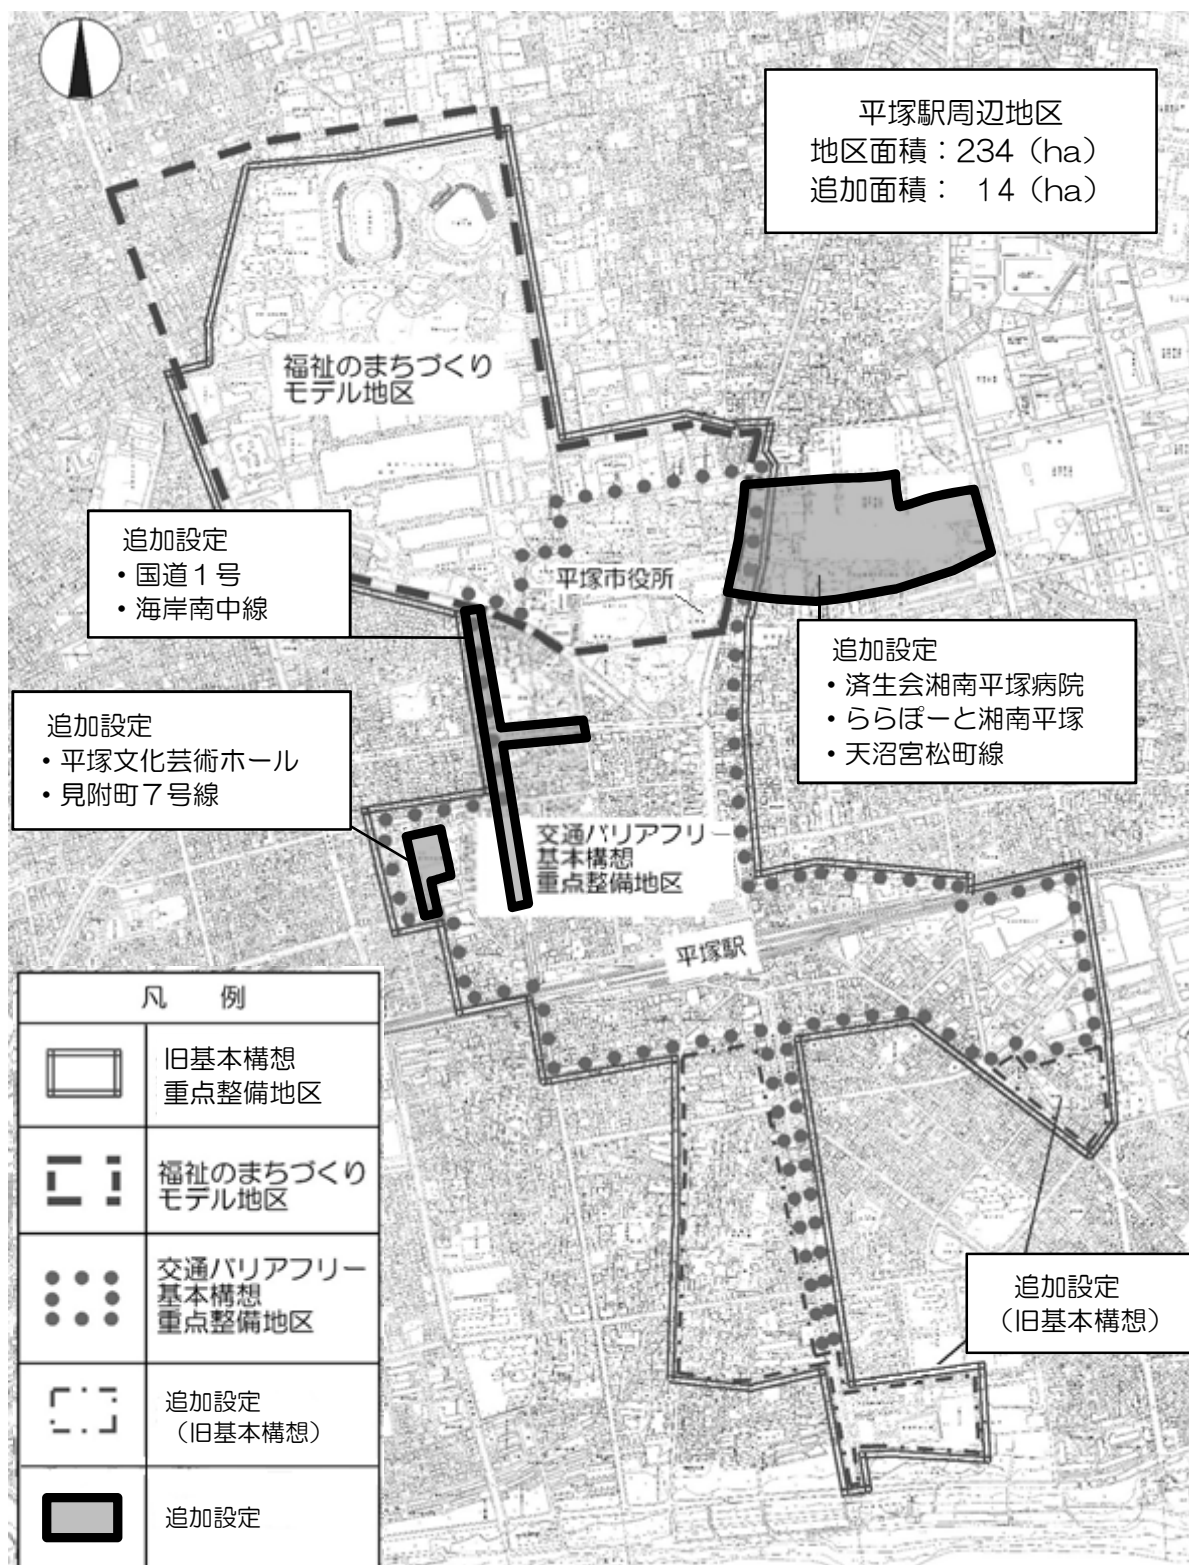 平塚駅周辺地区
地区面積：234（ha）
追加面積： 14（ha）
福祉のまちづくり
モデル地区
追加設定
・国道１号
・海岸南中線
平塚市役所
追加設定
・済生会湘南平塚病院
・ららぽーと湘南平塚
・天沼宮松町線
追加設定
・平塚文化芸術ホール
・見附町７号線
交通バリアフリー
基本構想
重点整備地区
平塚駅
凡 例
旧基本構想
重点整備地区
福祉のまちづくり
モデル地区
交通バリアフリー
基本構想
重点整備地区
追加設定
（旧基本構想）
追加設定
追加設定
（旧基本構想）